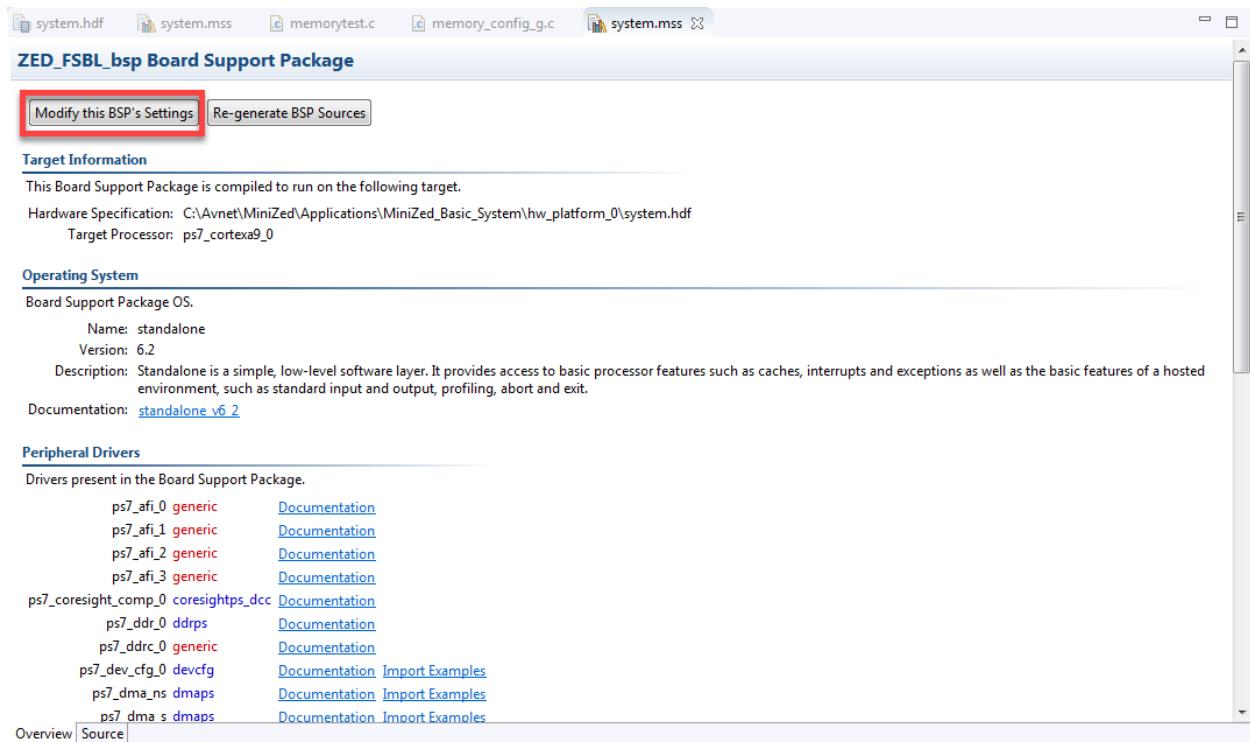 system.hdf system.mss memorytest.c memory_config_g.c system.mss
ZED_FSBL_bsp Board Support Package
Modify this BSP's Settings Re-generate BSP Sources
Target Information
This Board Support Package is compiled to run on the following target.
Hardware Specification: C:\Avnet\MiniZed\Applications\MiniZed_Basic_System\hw_platform_0\system.hdf
Target Processor: ps7_cortexa9_0
Operating System
Board Support Package OS.
Name: standalone
Version: 6.2
Description: Standalone is a simple, low-level software layer. It provides access to basic processor features such as caches, interrupts and exceptions as well as the basic features of a hosted
environment, such as standard input and output, profiling, abort and exit.
Documentation: standalone_v6_2
Peripheral Drivers
Drivers present in the Board Support Package.
ps7_afi_0 generic Documentation
ps7_afi_1 generic Documentation
ps7_afi_2 generic Documentation
ps7_afi_3 generic Documentation
ps7_coresight_comp_0 coresightps_dcc Documentation
ps7_ddr_0 ddrps Documentation
ps7_ddrc_0 generic Documentation
ps7_dev_cfg_0 devcfg Documentation Import Examples
ps7_dma_ns dmaps Documentation Import Examples
ps7_dma_s dmaps Documentation Import Examples
Overview Source